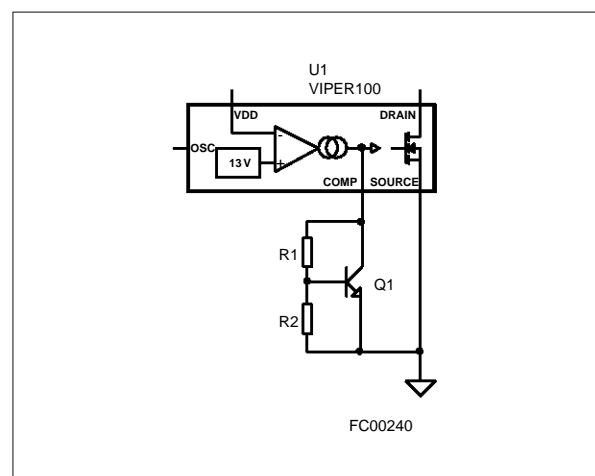 U1
VIPER100
VDD
DRAIN
OSC
-
13 V
+
COMP
SOURCE
R1
Q1
R2
FC00240